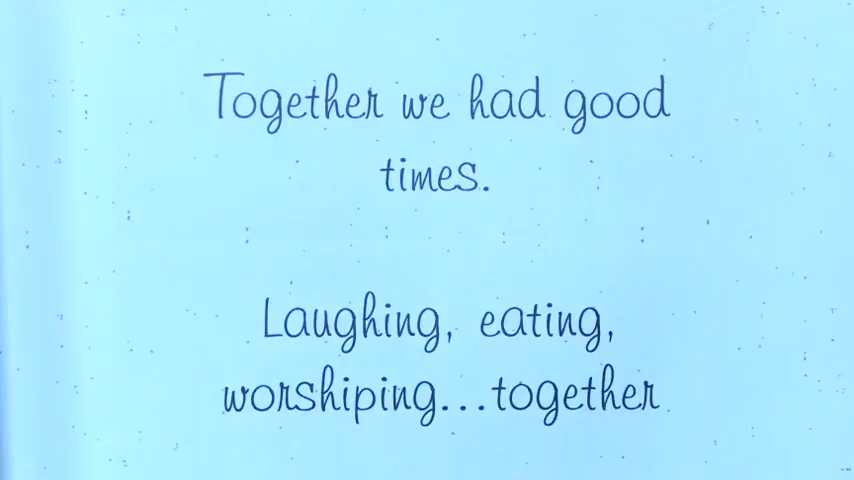 Together we had good
times.
Laughing, eating,
worshiping...together